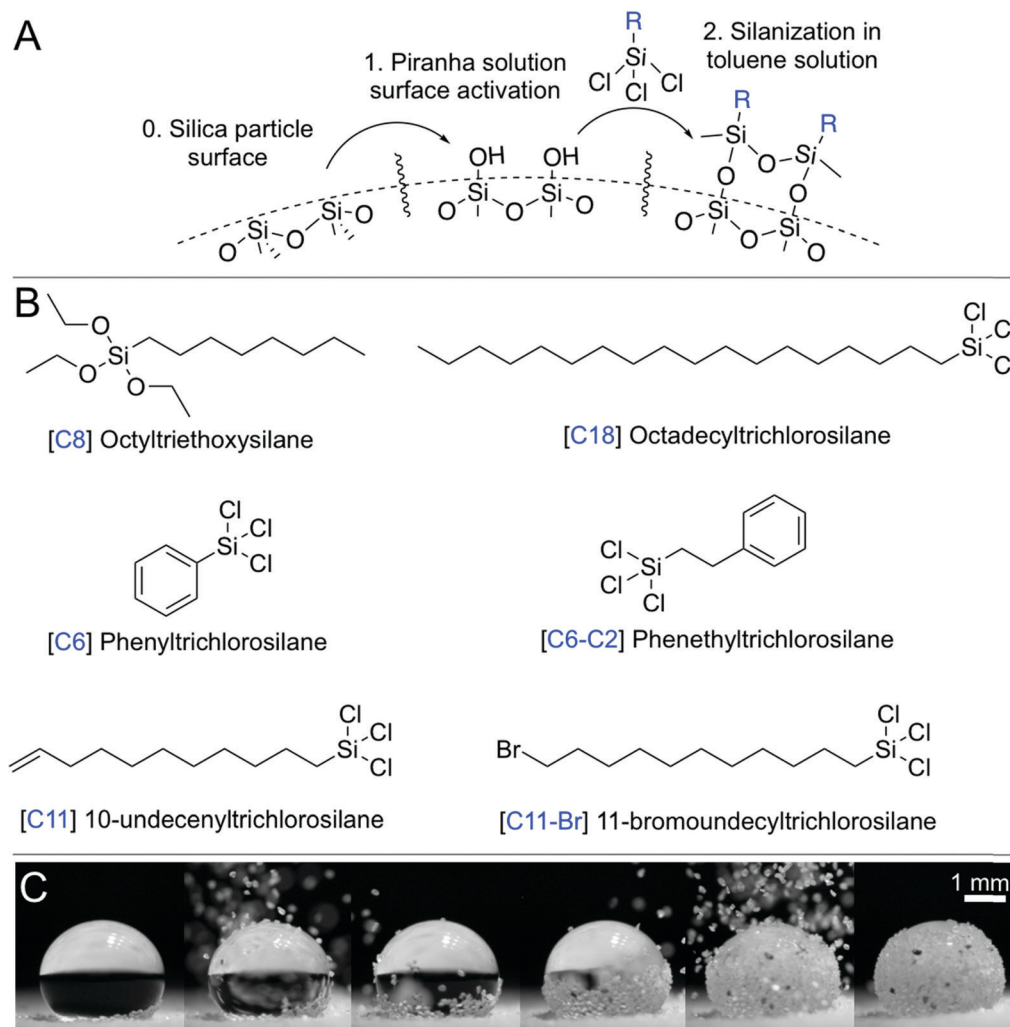 A
0. Silica particle
surface
1. Piranha solution
surface activation
2. Silanization in
toluene solution
R
Si
Cl
Cl
Cl
R
R
Si
Si
O
O
O
OH
OH
Si
Si
O
O
O
Si
Si
O
O
O
Si
Si
O
O
O
B
O
O
Si
O
[C8] Octyltriethoxysilane
Cl
Si
C
C
[C18] Octadecyltrichlorosilane
Cl
Cl
Si
Cl
[C6] Phenyltrichlorosilane
Cl
Si
Cl
Cl
[C6-C2] Phenethyltrichlorosilane
Cl
Cl
Si
Cl
[C11] 10-undecenyltrichlorosilane
Br
Cl
Cl
Si
Cl
[C11-Br] 11-bromoundecyltrichlorosilane
C
1 mm